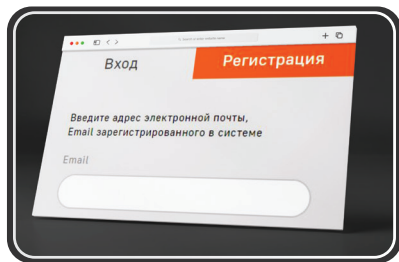 Вход
Регистрация
Введите адрес электронной почты,
Email зарегистрированного в системе
Email